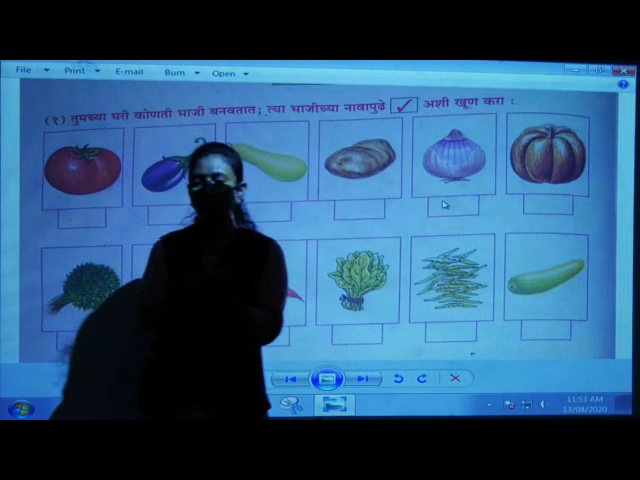 File Print E-mail Burn Open
(१) तुमच्या घरी कोणती भाजी बनवतात; त्या भाजीच्या नावापुढे ✓ अशी खूण करा :
11:53 AM
13/08/2020